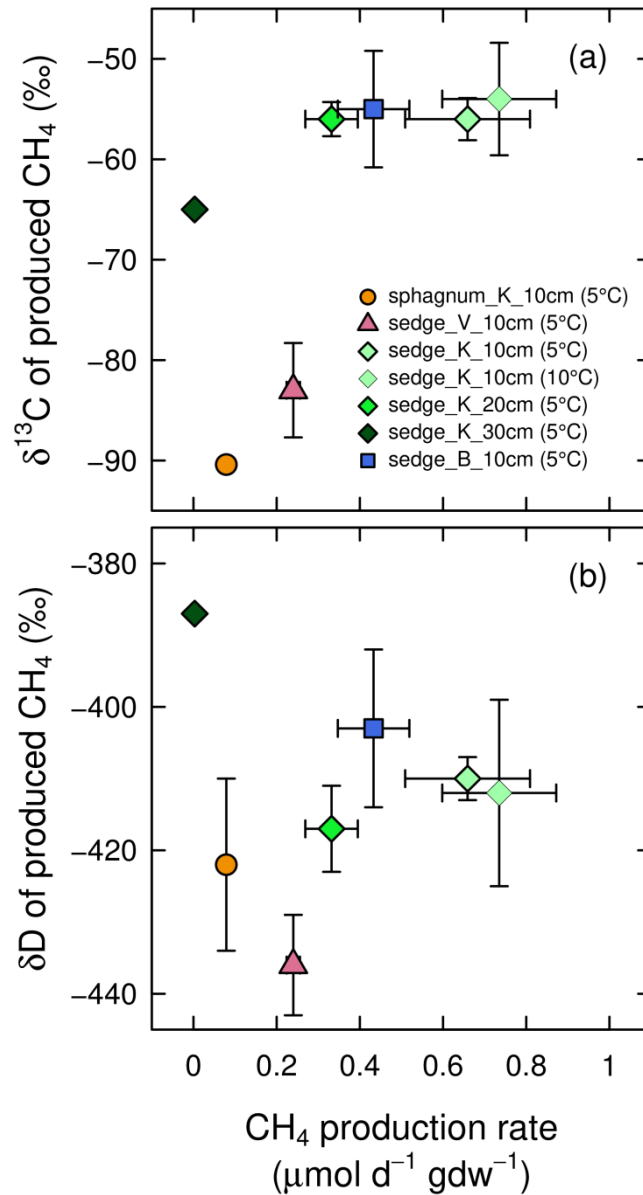 (a)
δ¹³C of produced CH₄ (‰)
−50
−60
−70
−80
−90
sphagnum_K_10cm (5°C)
sedge_V_10cm (5°C)
sedge_K_10cm (5°C)
sedge_K_10cm (10°C)
sedge_K_20cm (5°C)
sedge_K_30cm (5°C)
sedge_B_10cm (5°C)
(b)
δD of produced CH₄ (‰)
−380
−400
−420
−440
0 0.2 0.4 0.6 0.8 1
CH₄ production rate
(μmol d⁻¹ gdw⁻¹)